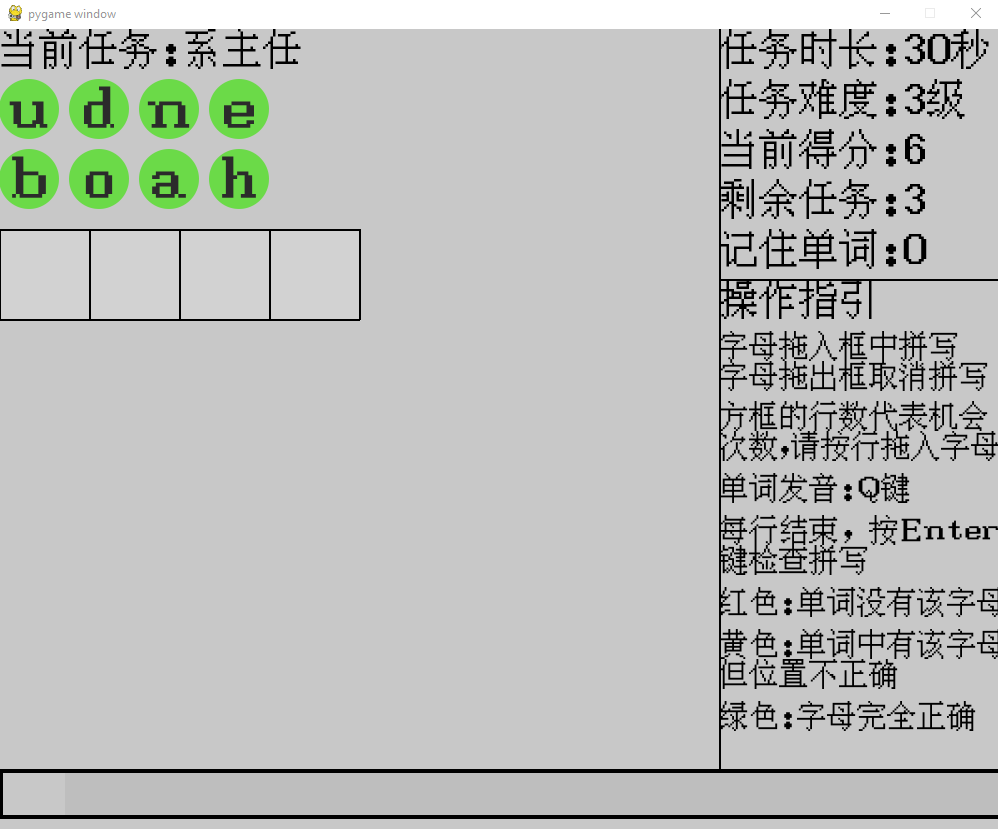 pygame window
当前任务:系主任
u d n e
b o a h
任务时长:30秒
任务难度:3级
当前得分:6
剩余任务:3
记住单词:0
操作指引
字母拖入框中拼写
字母拖出框取消拼写
方框的行数代表机会
次数,请按行拖入字母
单词发音:Q键
每行结束，按Enter
键检查拼写
红色:单词没有该字母
黄色:单词中有该字母
但位置不正确
绿色:字母完全正确